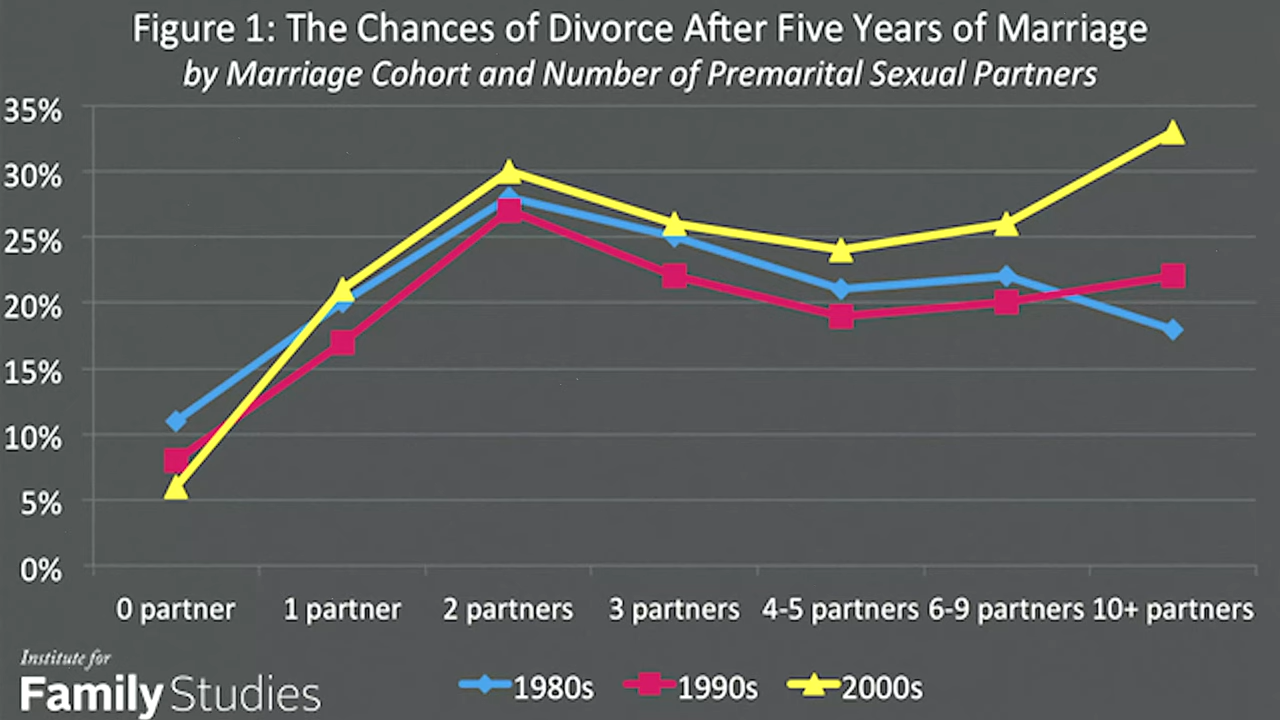 Figure 1: The Chances of Divorce After Five Years of Marriage
by Marriage Cohort and Number of Premarital Sexual Partners
35%
30%
25%
20%
15%
10%
5%
0%
0 partner 1 partner 2 partners 3 partners 4-5 partners 6-9 partners 10+ partners
Institute for
Family Studies
1980s 1990s 2000s